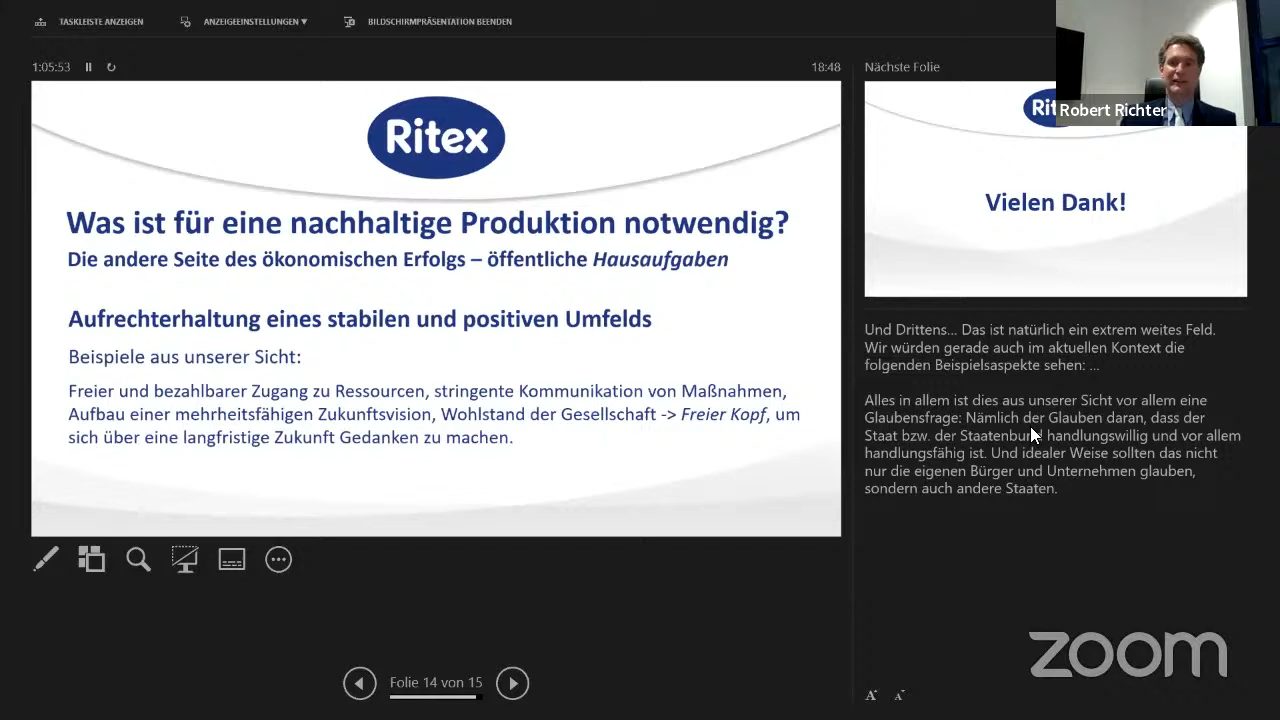 TASKLEISTE ANZEIGEN
ANZEIGEEINSTELLUNGEN ▼
BILDSCHIRMPRÄSENTATION BEENDEN
1:05:53
18:48
Ritex
Was ist für eine nachhaltige Produktion notwendig?
Die andere Seite des ökonomischen Erfolgs – öffentliche Hausaufgaben
Aufrechterhaltung eines stabilen und positiven Umfelds
Beispiele aus unserer Sicht:
Freier und bezahlbarer Zugang zu Ressourcen, stringente Kommunikation von Maßnahmen,
Aufbau einer mehrheitsfähigen Zukunftsvision, Wohlstand der Gesellschaft -> Freier Kopf, um
sich über eine langfristige Zukunft Gedanken zu machen.
Folie 14 von 15
Nächste Folie
Rit
Robert Richter
Vielen Dank!
Und Drittens... Das ist natürlich ein extrem weites Feld.
Wir würden gerade auch im aktuellen Kontext die
folgenden Beispielsaspekte sehen: ...
Alles in allem ist dies aus unserer Sicht vor allem eine
Glaubensfrage: Nämlich der Glauben daran, dass der
Staat bzw. der Staatenbund handlungswillig und vor allem
handlungsfähig ist. Und idealer Weise sollten das nicht
nur die eigenen Bürger und Unternehmen glauben,
sondern auch andere Staaten.
A A
zoom